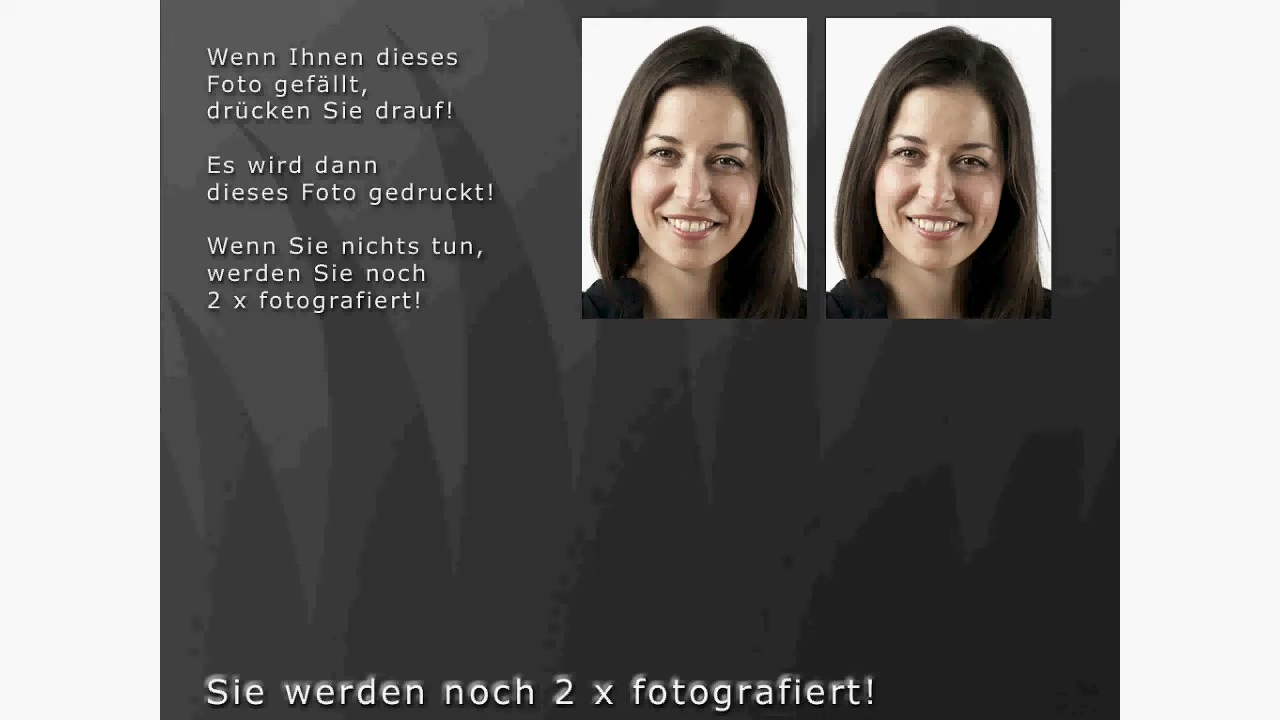 Wenn Ihnen dieses
Foto gefällt,
drücken Sie drauf!
Es wird dann
dieses Foto gedruckt!
Wenn Sie nichts tun,
werden Sie noch
2 x fotografiert!
Sie werden noch 2 x fotografiert!